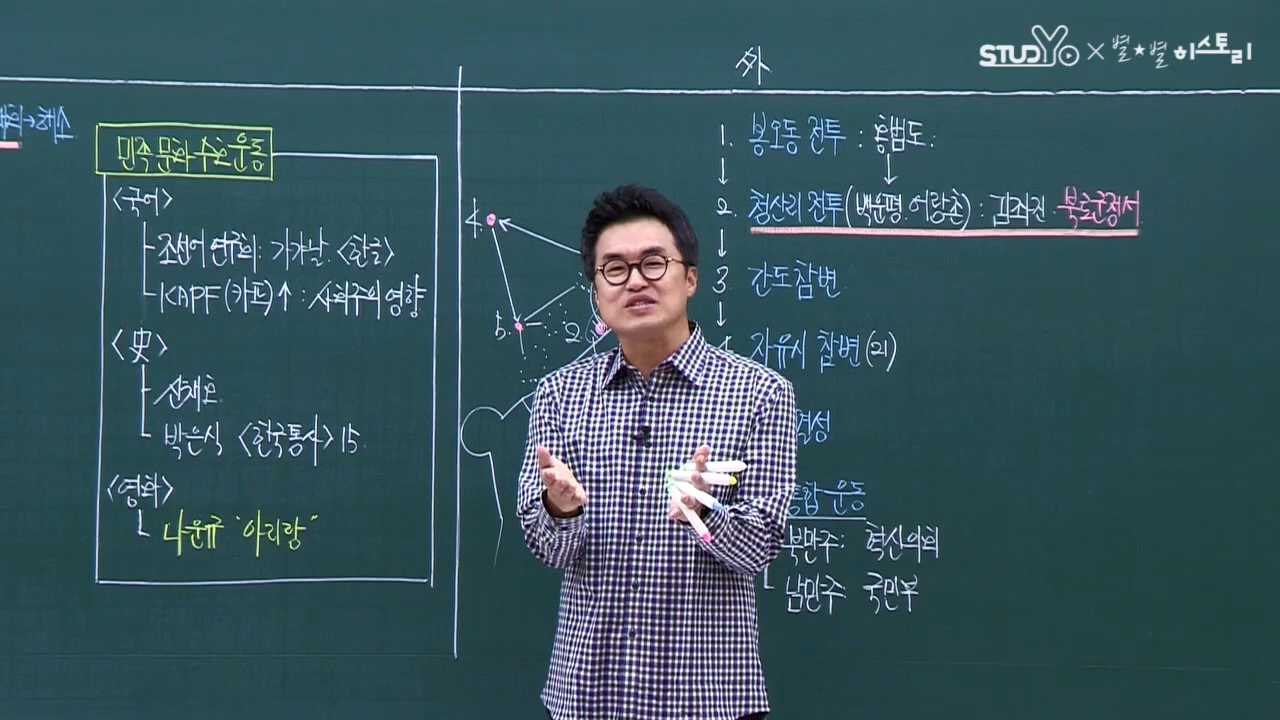 STUDYO × 별★별 히스토리
外
해소
민족 문화 수호 운동
<국어>
조선어 연구회: 가갸날. <한글>
KAPF (카프)↑ : 사회주의 영향
<史>
신채호
박은식 <한국통사> 15.
<영화>
나운규 "아리랑"
4.
5.
2
1. 봉오동 전투 : 홍범도.
↓
2. 청산리 전투 (백운평. 어랑촌) : 김좌진. 북로군정서
↓
3. 간도참변
↓
자유시 참변 (21)
결성
통합 운동
북만주: 혁신의회
남만주 국민부